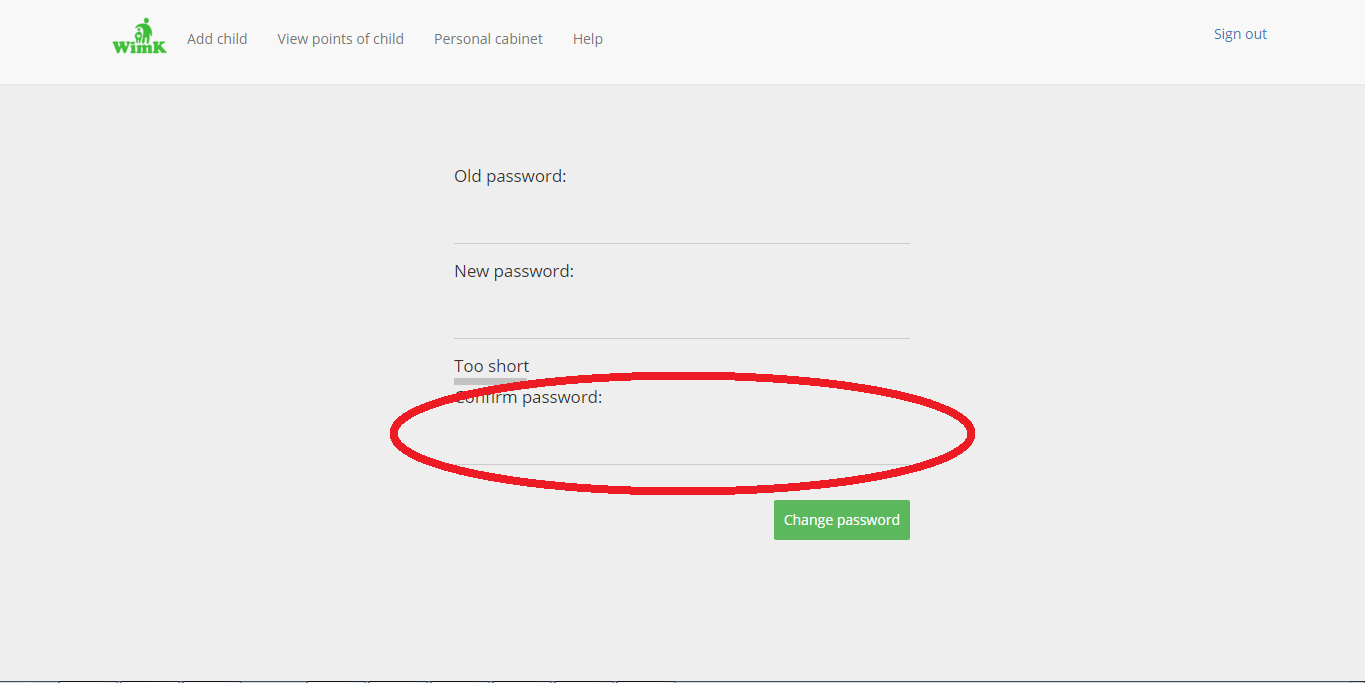 WimK
Add child
View points of child
Personal cabinet
Help
Sign out
Old password:
New password:
Too short
Confirm password:
Change password